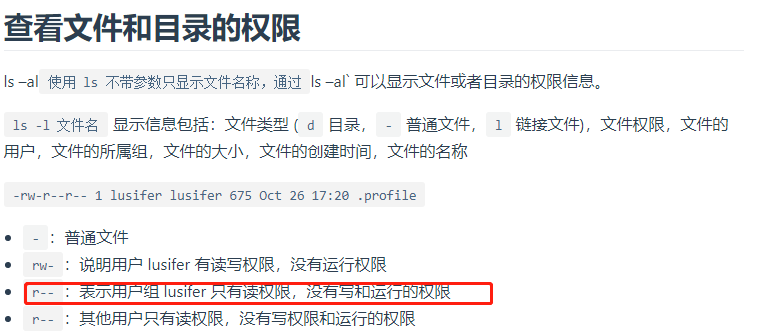 查看文件和目录的权限
ls –al 使用 ls 不带参数只显示文件名称，通过 ls –al` 可以显示文件或者目录的权限信息。
ls -l 文件名 显示信息包括：文件类型 (d 目录， - 普通文件， l 链接文件)，文件权限，文件的
用户，文件的所属组，文件的大小，文件的创建时间，文件的名称
-rw-r--r-- 1 lusifer lusifer 675 Oct 26 17:20 .profile
- ：普通文件
rw- ：说明用户 lusifer 有读写权限，没有运行权限
r-- ：表示用户组 lusifer 只有读权限，没有写和运行的权限
r-- ：其他用户只有读权限，没有写权限和运行的权限